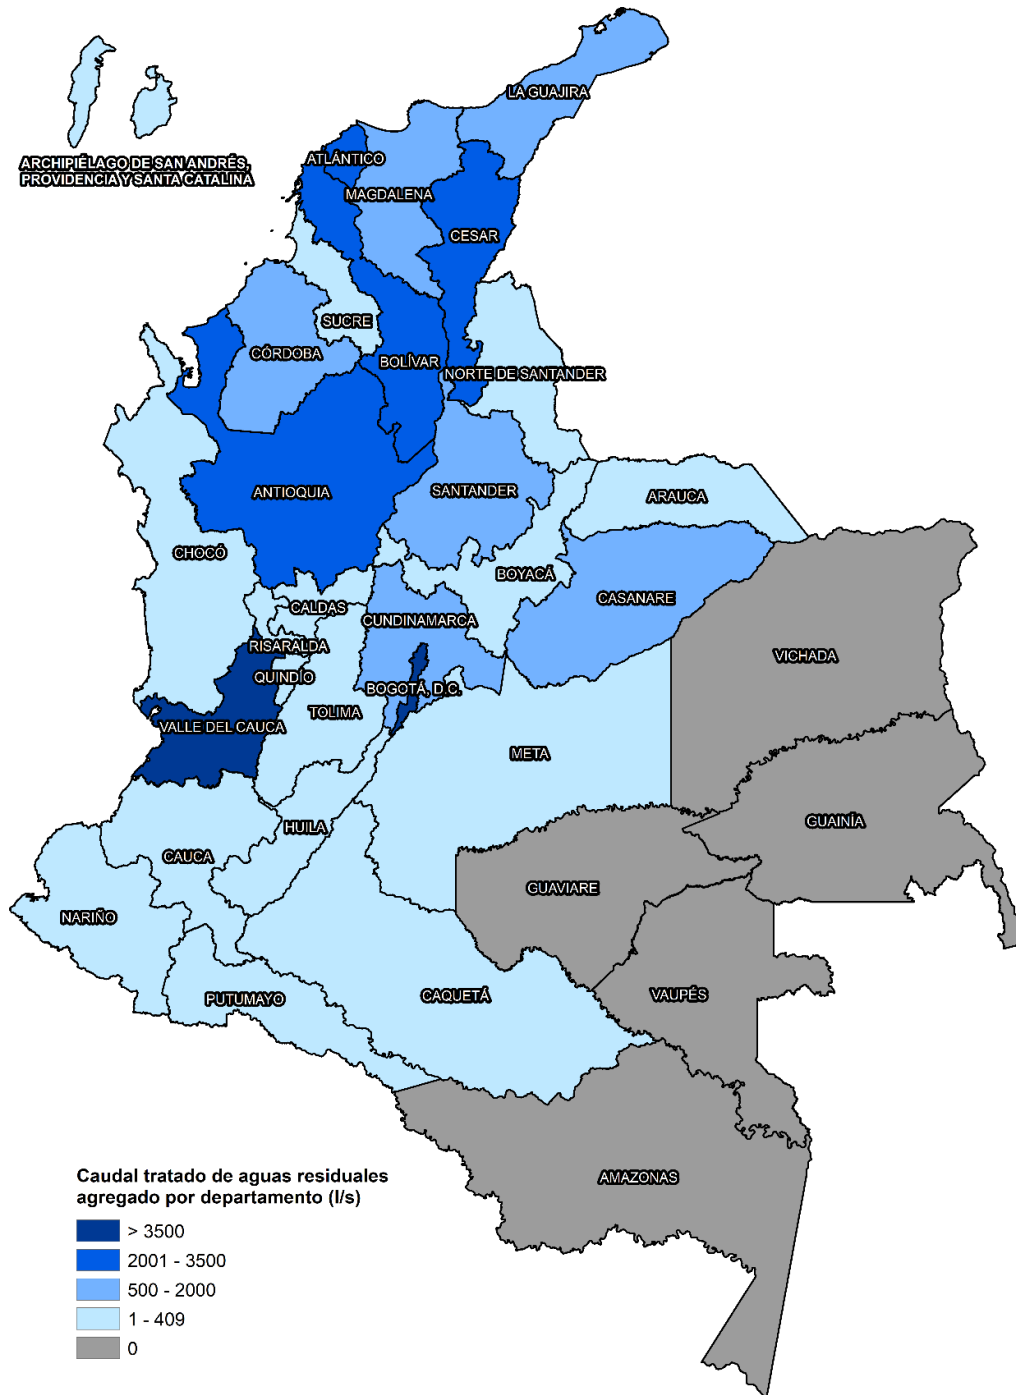 LA GUAJIRA
ARCHIPIÉLAGO DE SAN ANDRÉS,
PROVIDENCIA Y SANTA CATALINA
ATLÁNTICO
MAGDALENA
CESAR
SUCRE
CÓRDOBA
BOLÍVAR
NORTE DE SANTANDER
ANTIOQUIA
SANTANDER
ARAUCA
CHOCÓ
BOYACÁ
CASANARE
CALDAS
CUNDINAMARCA
RISARALDA
VICHADA
QUINDÍO
BOGOTÁ, D.C.
TOLIMA
VALLE DEL CAUCA
META
GUAINÍA
HUILA
CAUCA
GUAVIARE
NARIÑO
VAUPÉS
CAQUETÁ
PUTUMAYO
AMAZONAS
Caudal tratado de aguas residuales
agregado por departamento (l/s)
> 3500
2001 - 3500
500 - 2000
1 - 409
0